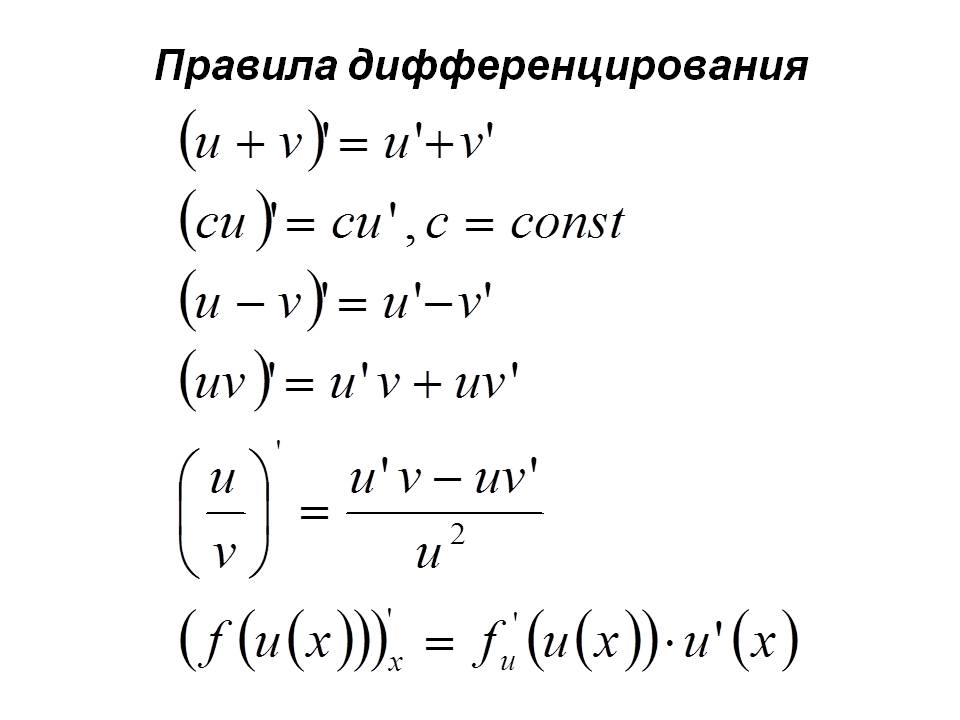 Правила дифференцирования
(u + v)' = u' + v'
(cu)' = cu', c = const
(u − v)' = u' − v'
(uv)' = u'v + uv'
(u/v)' = (u'v − uv')/u²
(f(u(x)))'ₓ = f'ᵤ(u(x))·u'(x)